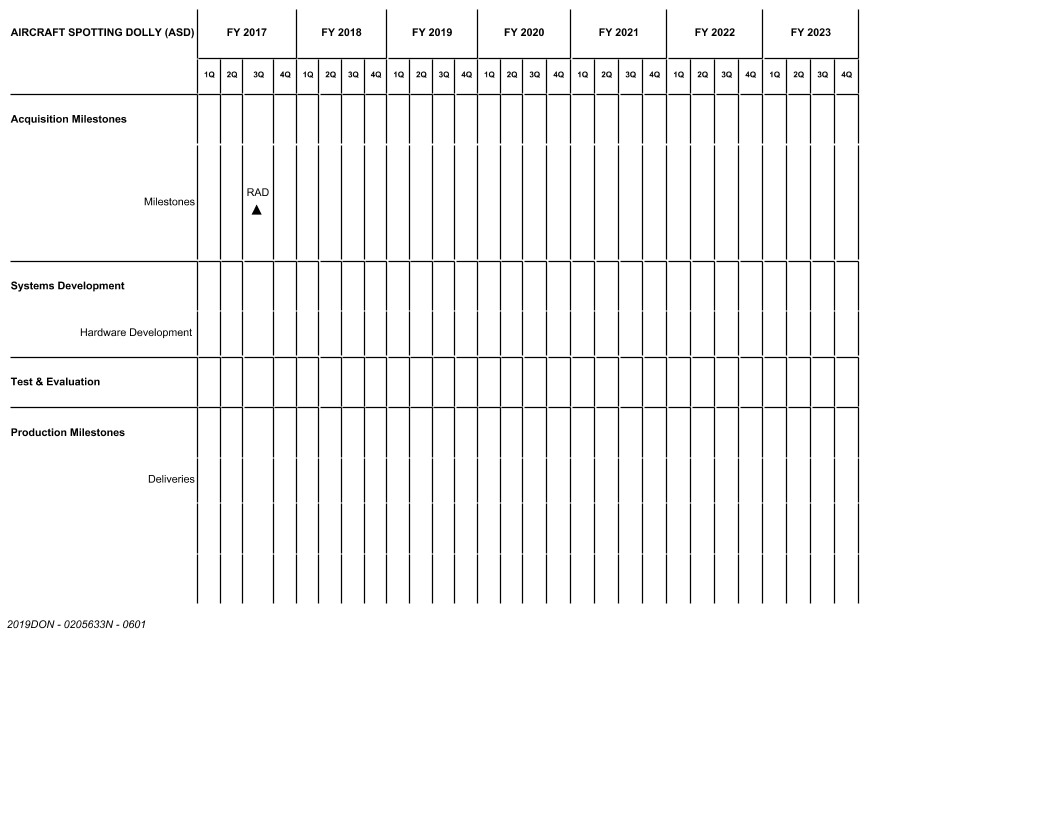 AIRCRAFT SPOTTING DOLLY (ASD) FY 2017 FY 2018 FY 2019 FY 2020 FY 2021 FY 2022 FY 2023
1Q 2Q 3Q 4Q 1Q 2Q 3Q 4Q 1Q 2Q 3Q 4Q 1Q 2Q 3Q 4Q 1Q 2Q 3Q 4Q 1Q 2Q 3Q 4Q 1Q 2Q 3Q 4Q
Acquisition Milestones
RAD
Milestones
Systems Development
Hardware Development
Test & Evaluation
Production Milestones
Deliveries
2019DON - 0205633N - 0601